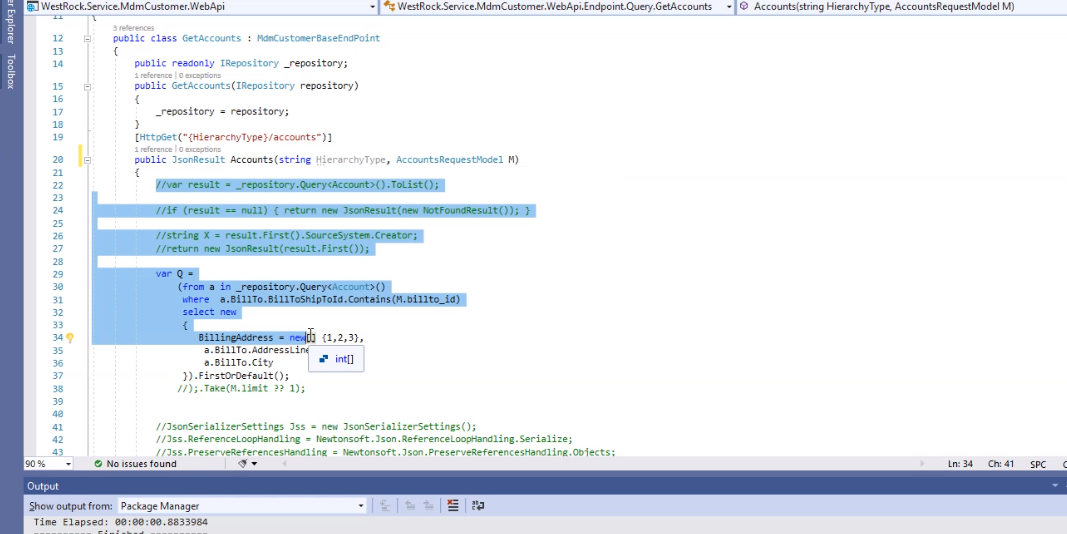 er Explorer
Toolbox
WestRock.Service.MdmCustomer.WebApi
WestRock.Service.MdmCustomer.WebApi.Endpoint.Query.GetAccounts
Accounts(string HierarchyType, AccountsRequestModel M)
11 {
3 references
12 public class GetAccounts : MdmCustomerBaseEndPoint
13 {
14 public readonly IRepository _repository;
1 reference | 0 exceptions
15 public GetAccounts(IRepository repository)
16 {
17 _repository = repository;
18 }
19 [HttpGet("{HierarchyType}/accounts")]
1 reference | 0 exceptions
20 public JsonResult Accounts(string HierarchyType, AccountsRequestModel M)
21 {
22 //var result = _repository.Query<Account>().ToList();
23
24 //if (result == null) { return new JsonResult(new NotFoundResult()); }
25
26 //string X = result.First().SourceSystem.Creator;
27 //return new JsonResult(result.First());
28
29 var Q =
30 (from a in _repository.Query<Account>()
31 where a.BillTo.BillToShipToId.Contains(M.billto_id)
32 select new
33 {
34 BillingAddress = new[] {1,2,3},
35 a.BillTo.AddressLine
int[]
36 a.BillTo.City
37 }).FirstOrDefault();
38 //);.Take(M.limit ?? 1);
39
40
41 //JsonSerializerSettings Jss = new JsonSerializerSettings();
42 //Jss.ReferenceLoopHandling = Newtonsoft.Json.ReferenceLoopHandling.Serialize;
43 //Jss.PreserveReferencesHandling = Newtonsoft.Json.PreserveReferencesHandling.Objects;
90 % No issues found Ln: 34 Ch: 41 SPC
Output
Show output from: Package Manager
Time Elapsed: 00:00:00.8833984
========== Finished ==========